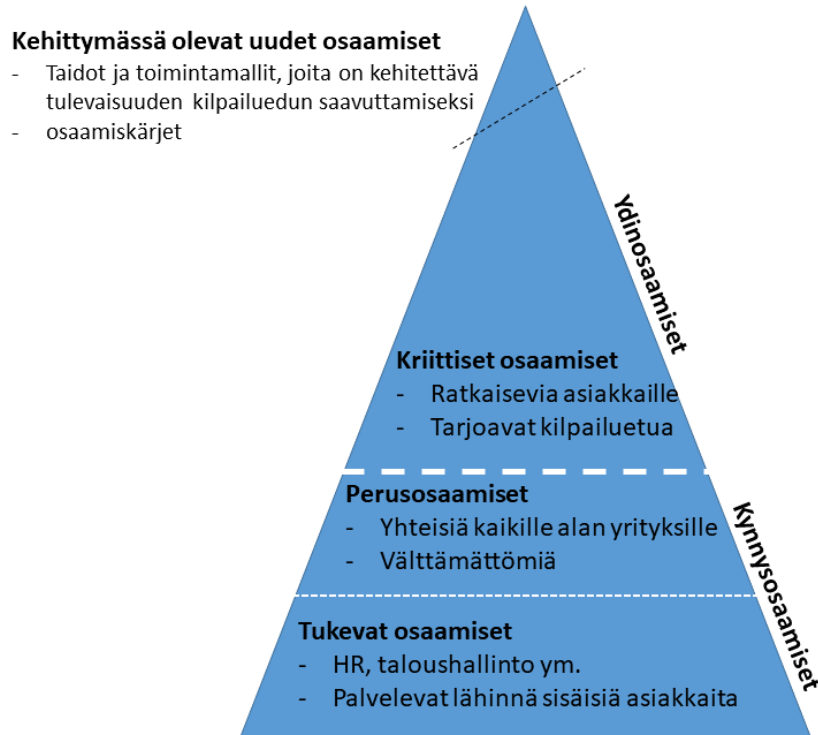 Kehittymässä olevat uudet osaamiset
- Taidot ja toimintamallit, joita on kehitettävä
tulevaisuuden kilpailuedun saavuttamiseksi
- osaamiskärjet
Ydinosaamiset
Kriittiset osaamiset
- Ratkaisevia asiakkaille
- Tarjoavat kilpailuetua
Perusosaamiset
- Yhteisiä kaikille alan yrityksille
- Välttämättömiä
Kynnysosaamiset
Tukevat osaamiset
- HR, taloushallinto ym.
- Palvelevat lähinnä sisäisiä asiakkaita